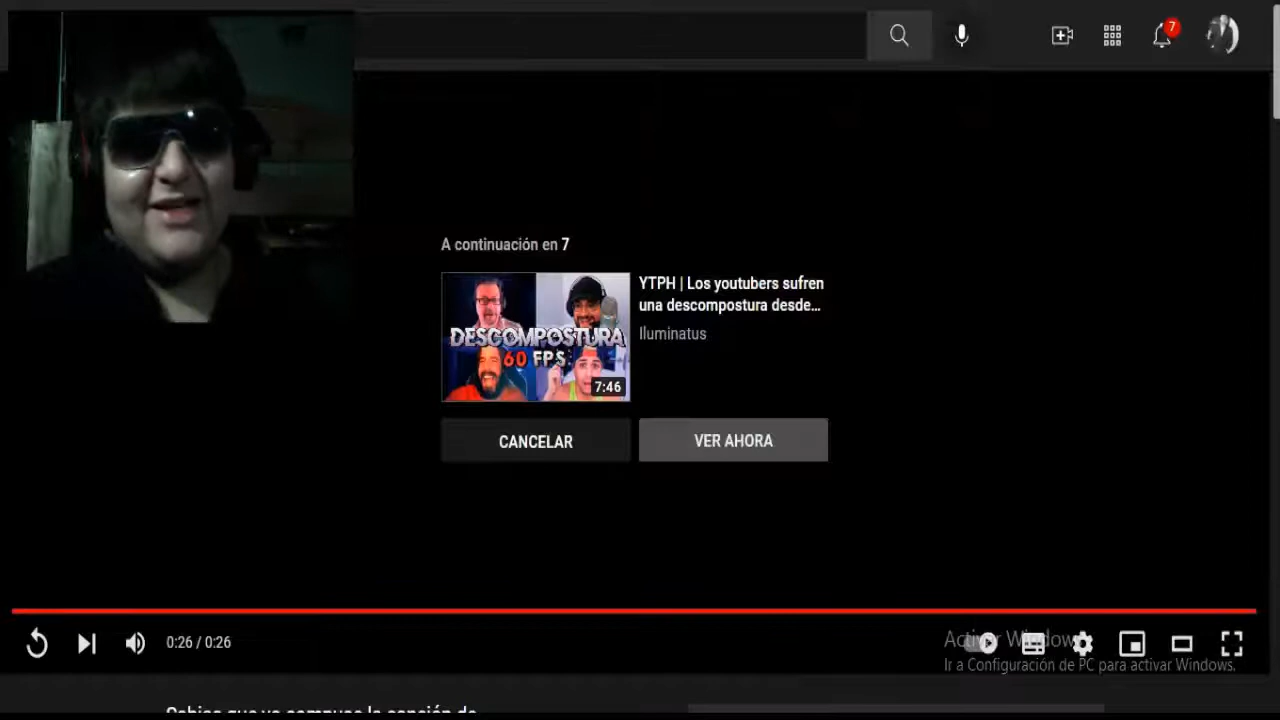 7
A continuación en 7
YTPH | Los youtubers sufren
una descompostura desde...
Iluminatus
DESCOMPOSTURA
60 FPS
7:46
CANCELAR
VER AHORA
0:26 / 0:26
Activar Windows
Ir a Configuración de PC para activar Windows.